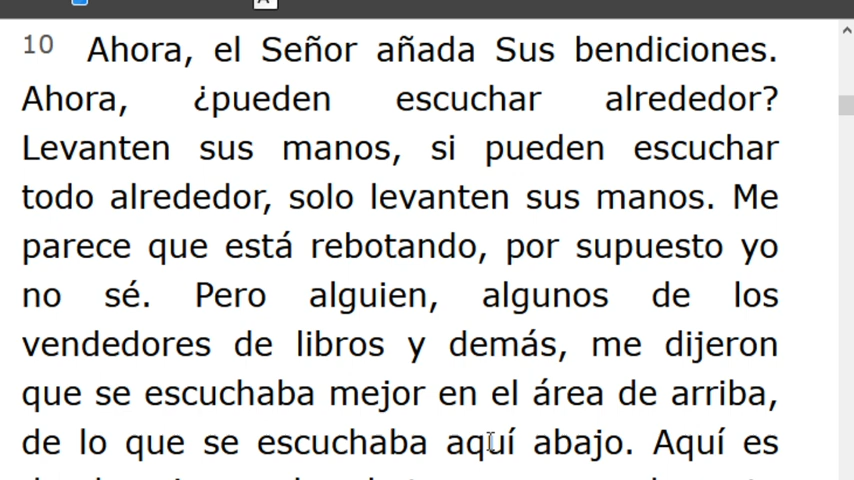 10 Ahora, el Señor añada Sus bendiciones.
Ahora, ¿pueden escuchar alrededor?
Levanten sus manos, si pueden escuchar
todo alrededor, solo levanten sus manos. Me
parece que está rebotando, por supuesto yo
no sé. Pero alguien, algunos de los
vendedores de libros y demás, me dijeron
que se escuchaba mejor en el área de arriba,
de lo que se escuchaba aquí abajo. Aquí es